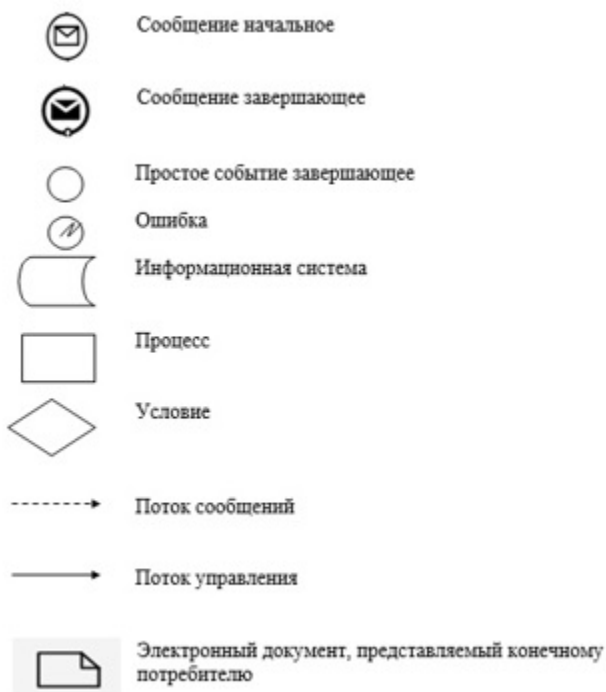 Сообщение начальное
Сообщение завершающее
Простое событие завершающее
Ошибка
Информационная система
Процесс
Условие
Поток сообщений
Поток управления
Электронный документ, представляемый конечному
потребителю